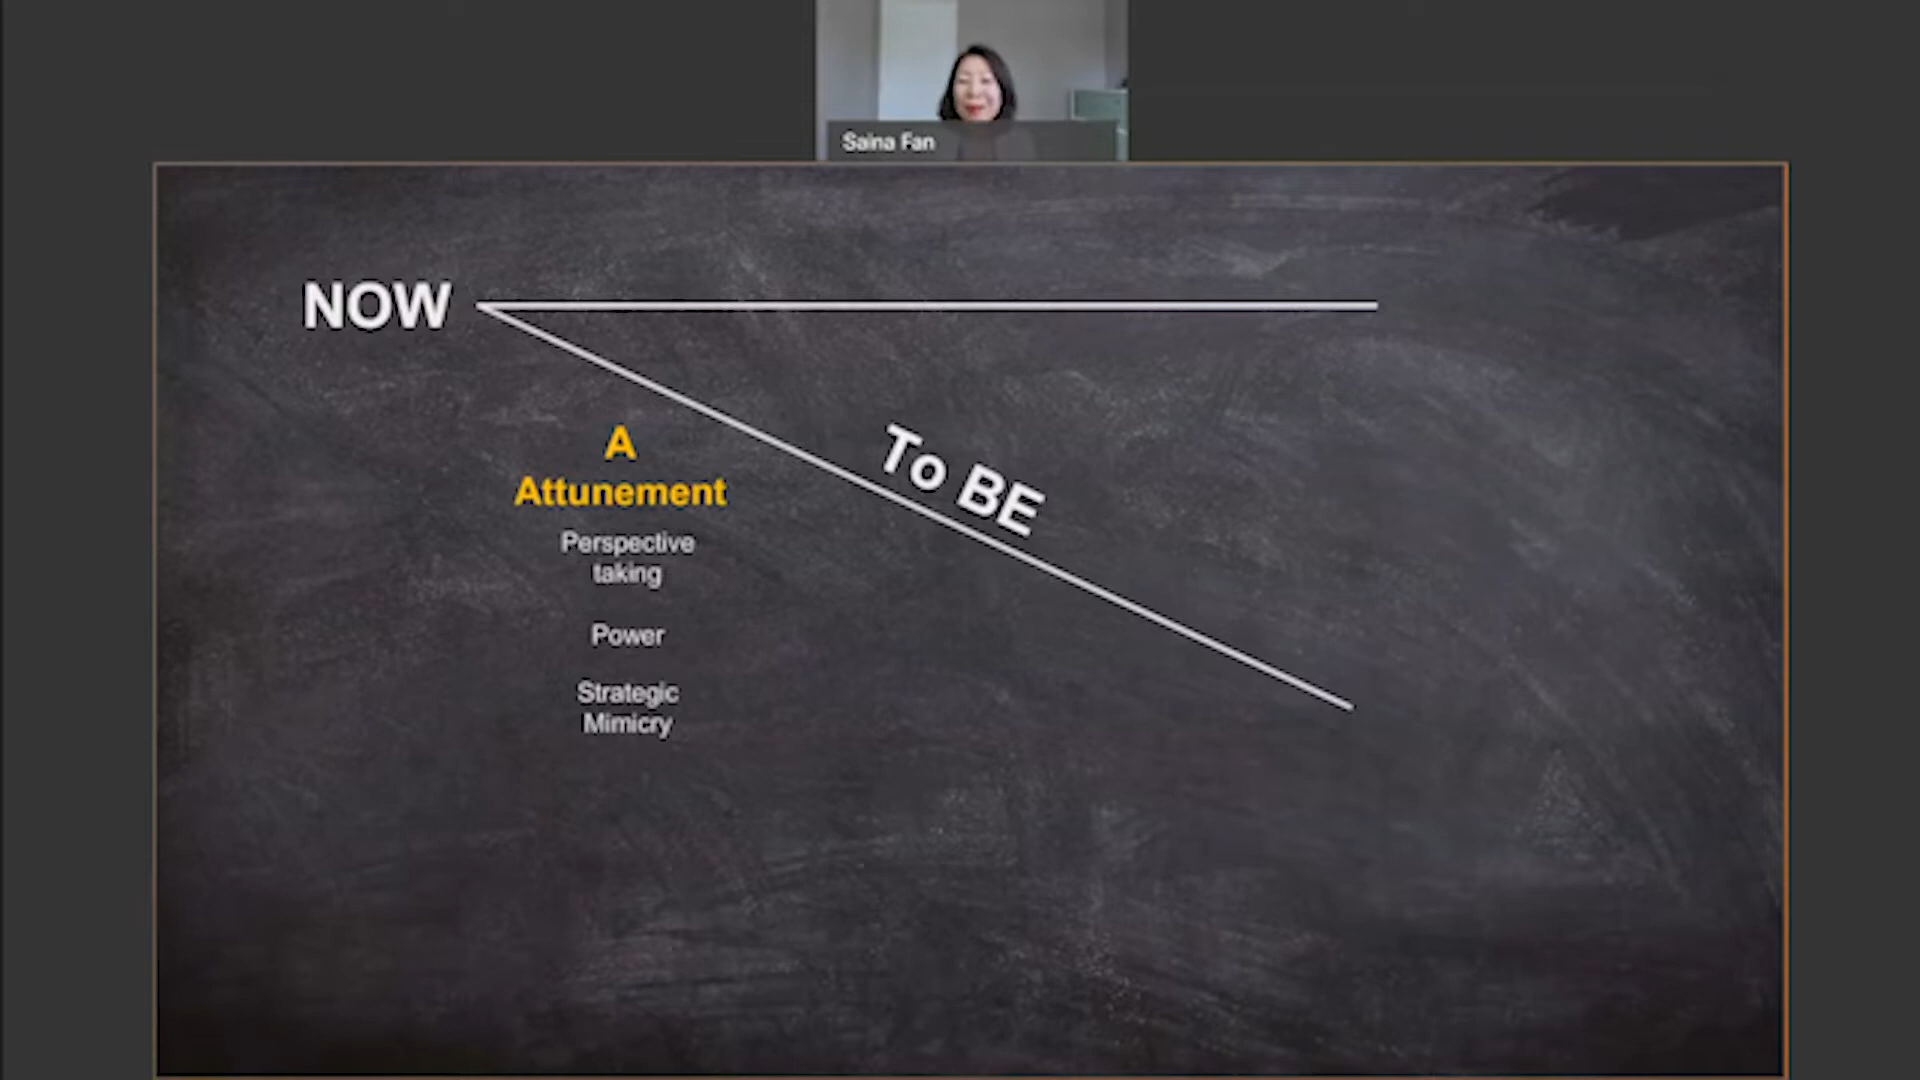 Saina Fan
NOW
To BE
A
Attunement
Perspective
taking
Power
Strategic
Mimicry